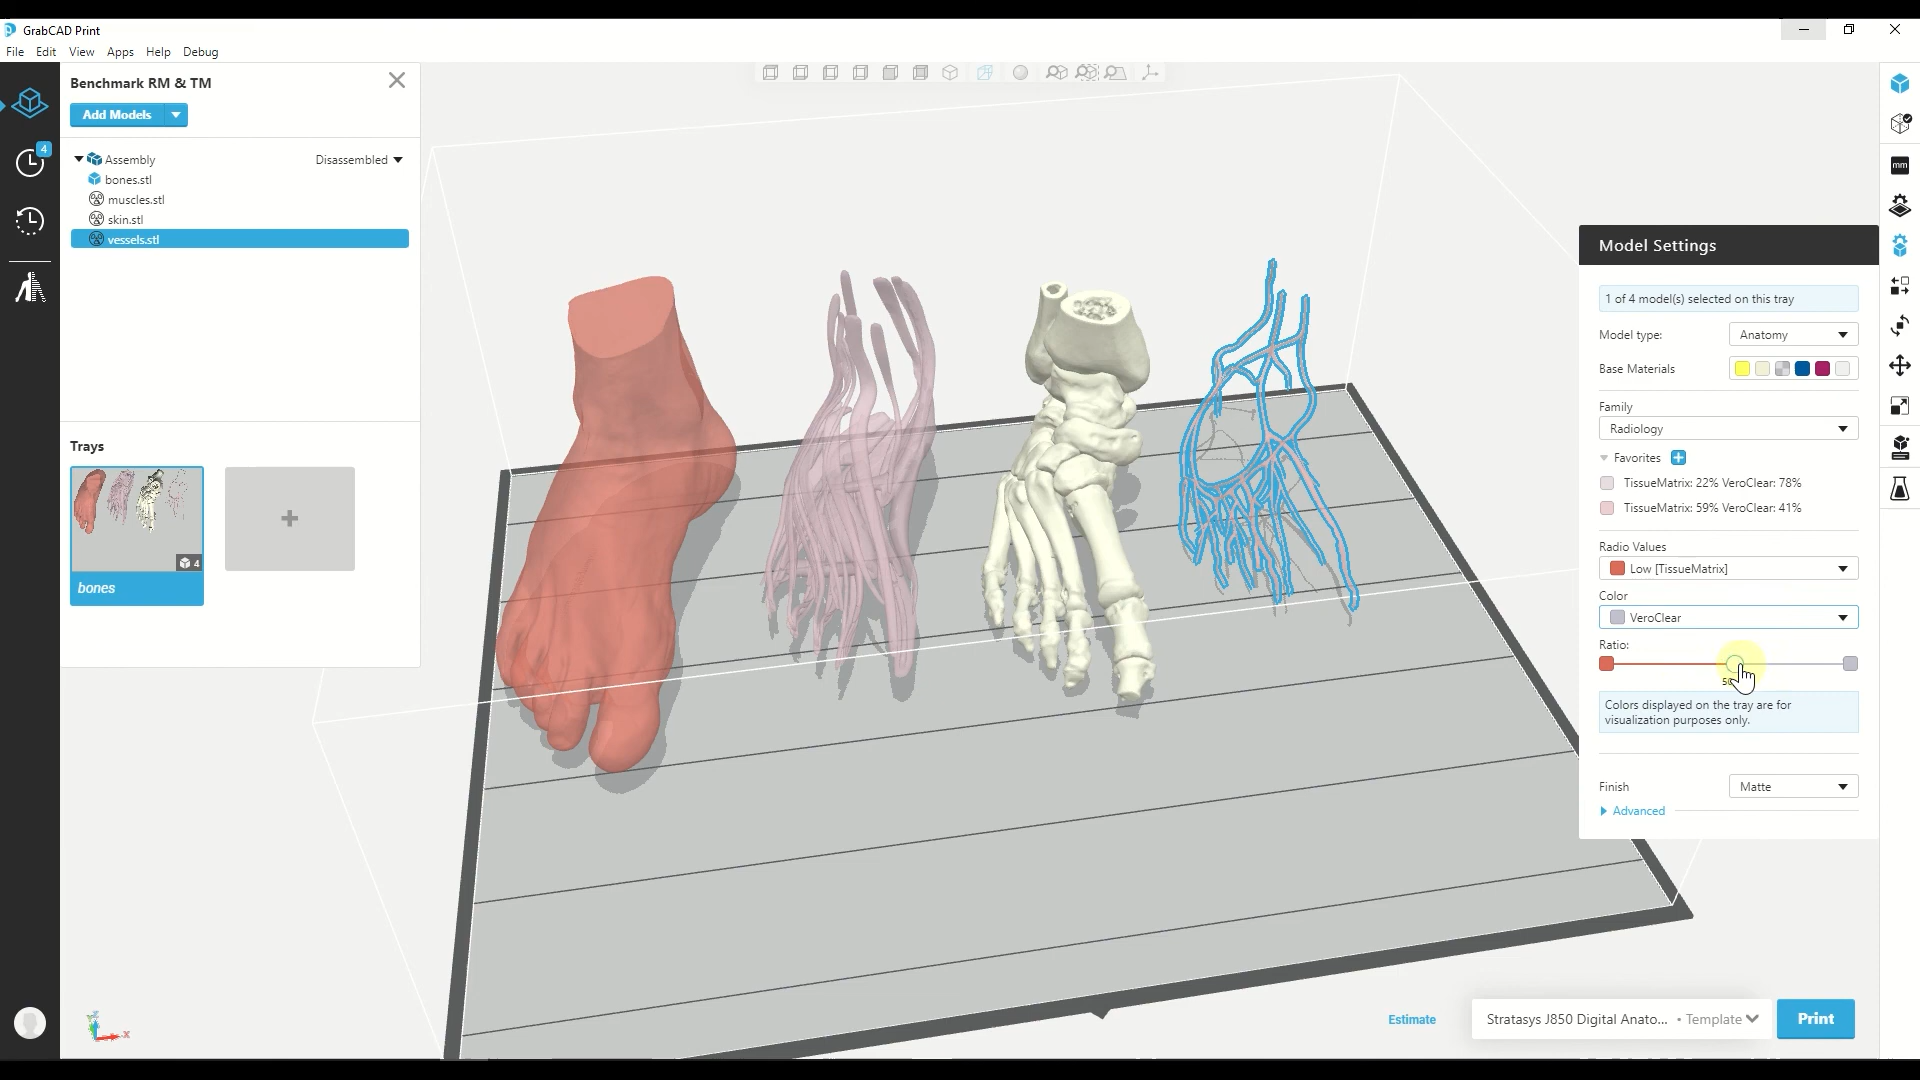 GrabCAD Print
File Edit View Apps Help Debug
Benchmark RM & TM
Add Models
Assembly Disassembled
bones.stl
muscles.stl
skin.stl
vessels.stl
4
Trays
4
bones
mm
Model Settings
1 of 4 model(s) selected on this tray
Model type: Anatomy
Base Materials
Family
Radiology
Favorites
TissueMatrix: 22% VeroClear: 78%
TissueMatrix: 59% VeroClear: 41%
Radio Values
Low [TissueMatrix]
Color
VeroClear
Ratio:
Colors displayed on the tray are for
visualization purposes only.
Finish Matte
Advanced
Estimate
Stratasys J850 Digital Anato... • Template
Print